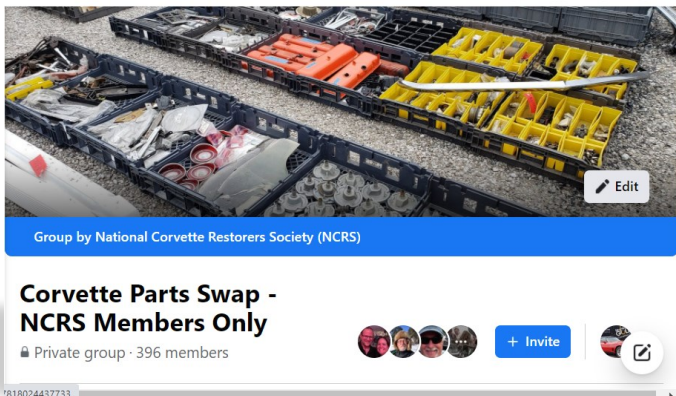 Edit
Group by National Corvette Restorers Society (NCRS)
Corvette Parts Swap -
NCRS Members Only
Private group · 396 members
+ Invite
7818024437733